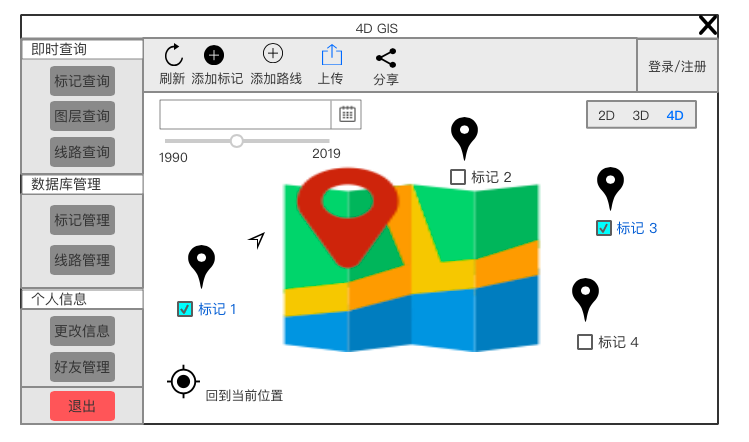 4D GIS
即时查询
标记查询
图层查询
线路查询
数据库管理
标记管理
线路管理
个人信息
更改信息
好友管理
退出
刷新 添加标记 添加路线 上传 分享
登录/注册
1990 2019
2D 3D 4D
标记 2
标记 3
标记 1
标记 4
回到当前位置